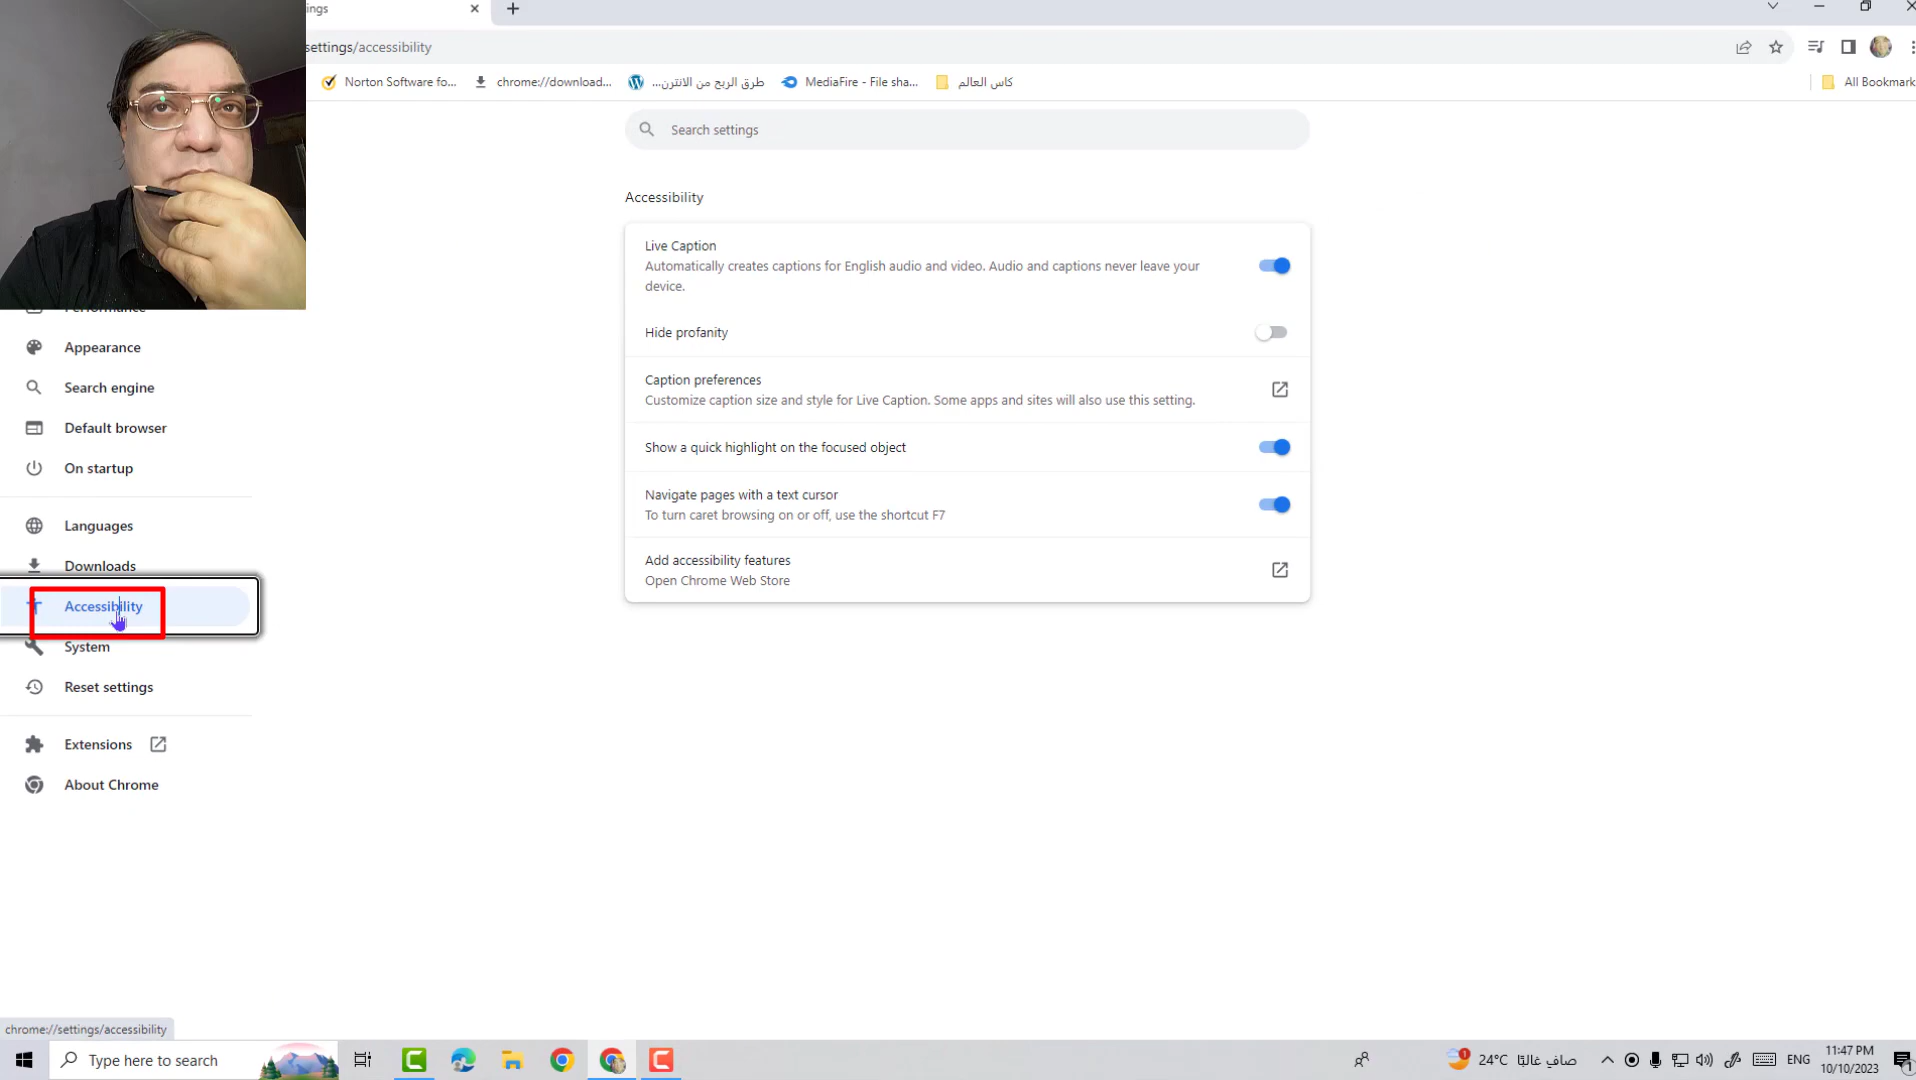 ings
settings/accessibility
Norton Software fo...
chrome://download...
طرق الربح من الانترن...
MediaFire - File sha...
كاس العالم
All Bookmark
Search settings
Accessibility
Live Caption
Automatically creates captions for English audio and video. Audio and captions never leave your
device.
Hide profanity
Caption preferences
Customize caption size and style for Live Caption. Some apps and sites will also use this setting.
Show a quick highlight on the focused object
Navigate pages with a text cursor
To turn caret browsing on or off, use the shortcut F7
Add accessibility features
Open Chrome Web Store
Performance
Appearance
Search engine
Default browser
On startup
Languages
Downloads
Accessibility
System
Reset settings
Extensions
About Chrome
chrome://settings/accessibility
Type here to search
1
24°C صافٍ غالبًا
ENG
11:47 PM
10/10/2023
1